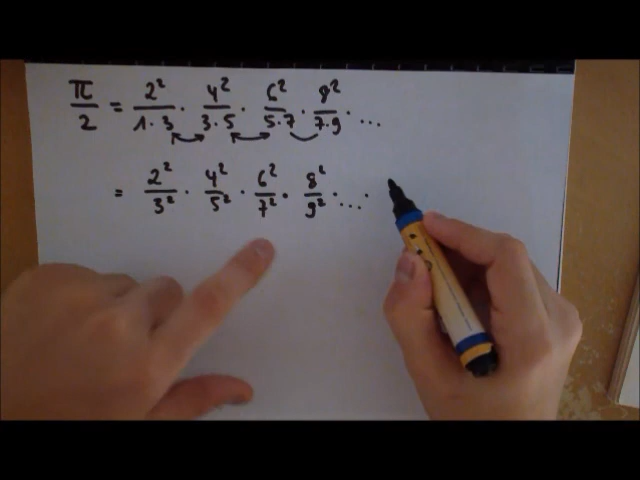 π/2 = 2²/1·3 · 4²/3·5 · 6²/5·7 · 8²/7·9 · ...
= 2²/3² · 4²/5² · 6²/7² · 8²/9² · ...